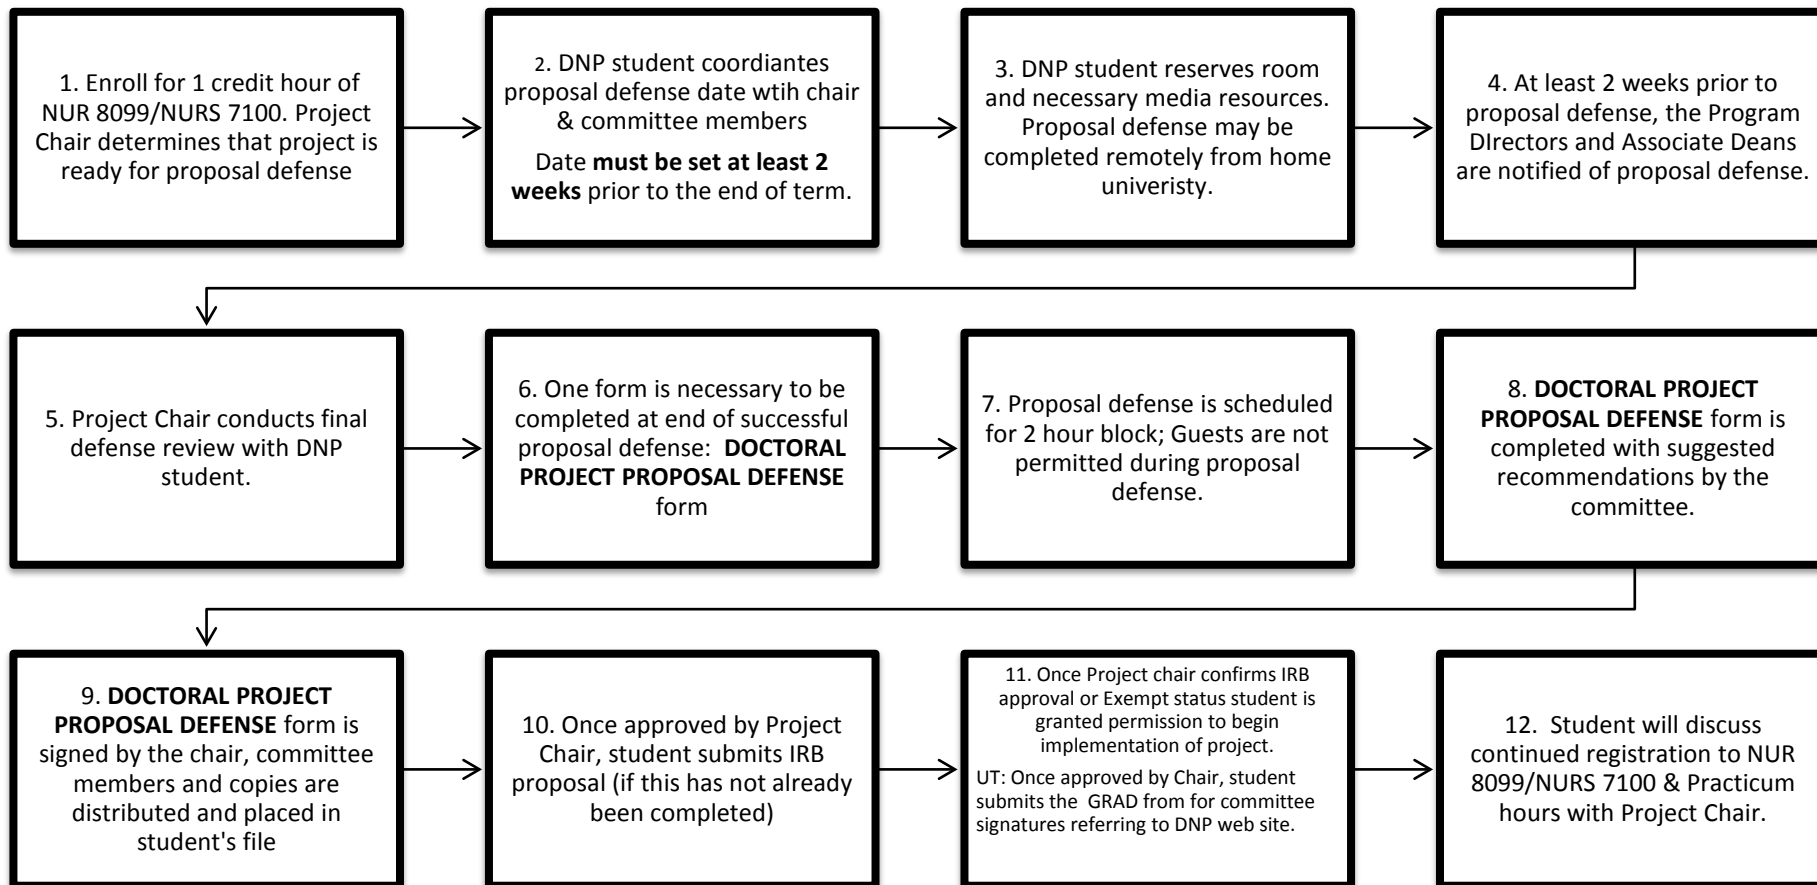 1. Enroll for 1 credit hour of
NUR 8099/NURS 7100. Project
Chair determines that project is
ready for proposal defense
2. DNP student coordiantes
proposal defense date wtih chair
& committee members
Date must be set at least 2
weeks prior to the end of term.
3. DNP student reserves room
and necessary media resources.
Proposal defense may be
completed remotely from home
univeristy.
4. At least 2 weeks prior to
proposal defense, the Program
DIrectors and Associate Deans
are notified of proposal defense.
5. Project Chair conducts final
defense review with DNP
student.
6. One form is necessary to be
completed at end of successful
proposal defense: DOCTORAL
PROJECT PROPOSAL DEFENSE
form
7. Proposal defense is scheduled
for 2 hour block; Guests are not
permitted during proposal
defense.
8. DOCTORAL PROJECT
PROPOSAL DEFENSE form is
completed with suggested
recommendations by the
committee.
9. DOCTORAL PROJECT
PROPOSAL DEFENSE form is
signed by the chair, committee
members and copies are
distributed and placed in
student's file
10. Once approved by Project
Chair, student submits IRB
proposal (if this has not already
been completed)
11. Once Project chair confirms IRB
approval or Exempt status student is
granted permission to begin
implementation of project.
UT: Once approved by Chair, student
submits the GRAD from for committee
signatures referring to DNP web site.
12. Student will discuss
continued registration to NUR
8099/NURS 7100 & Practicum
hours with Project Chair.